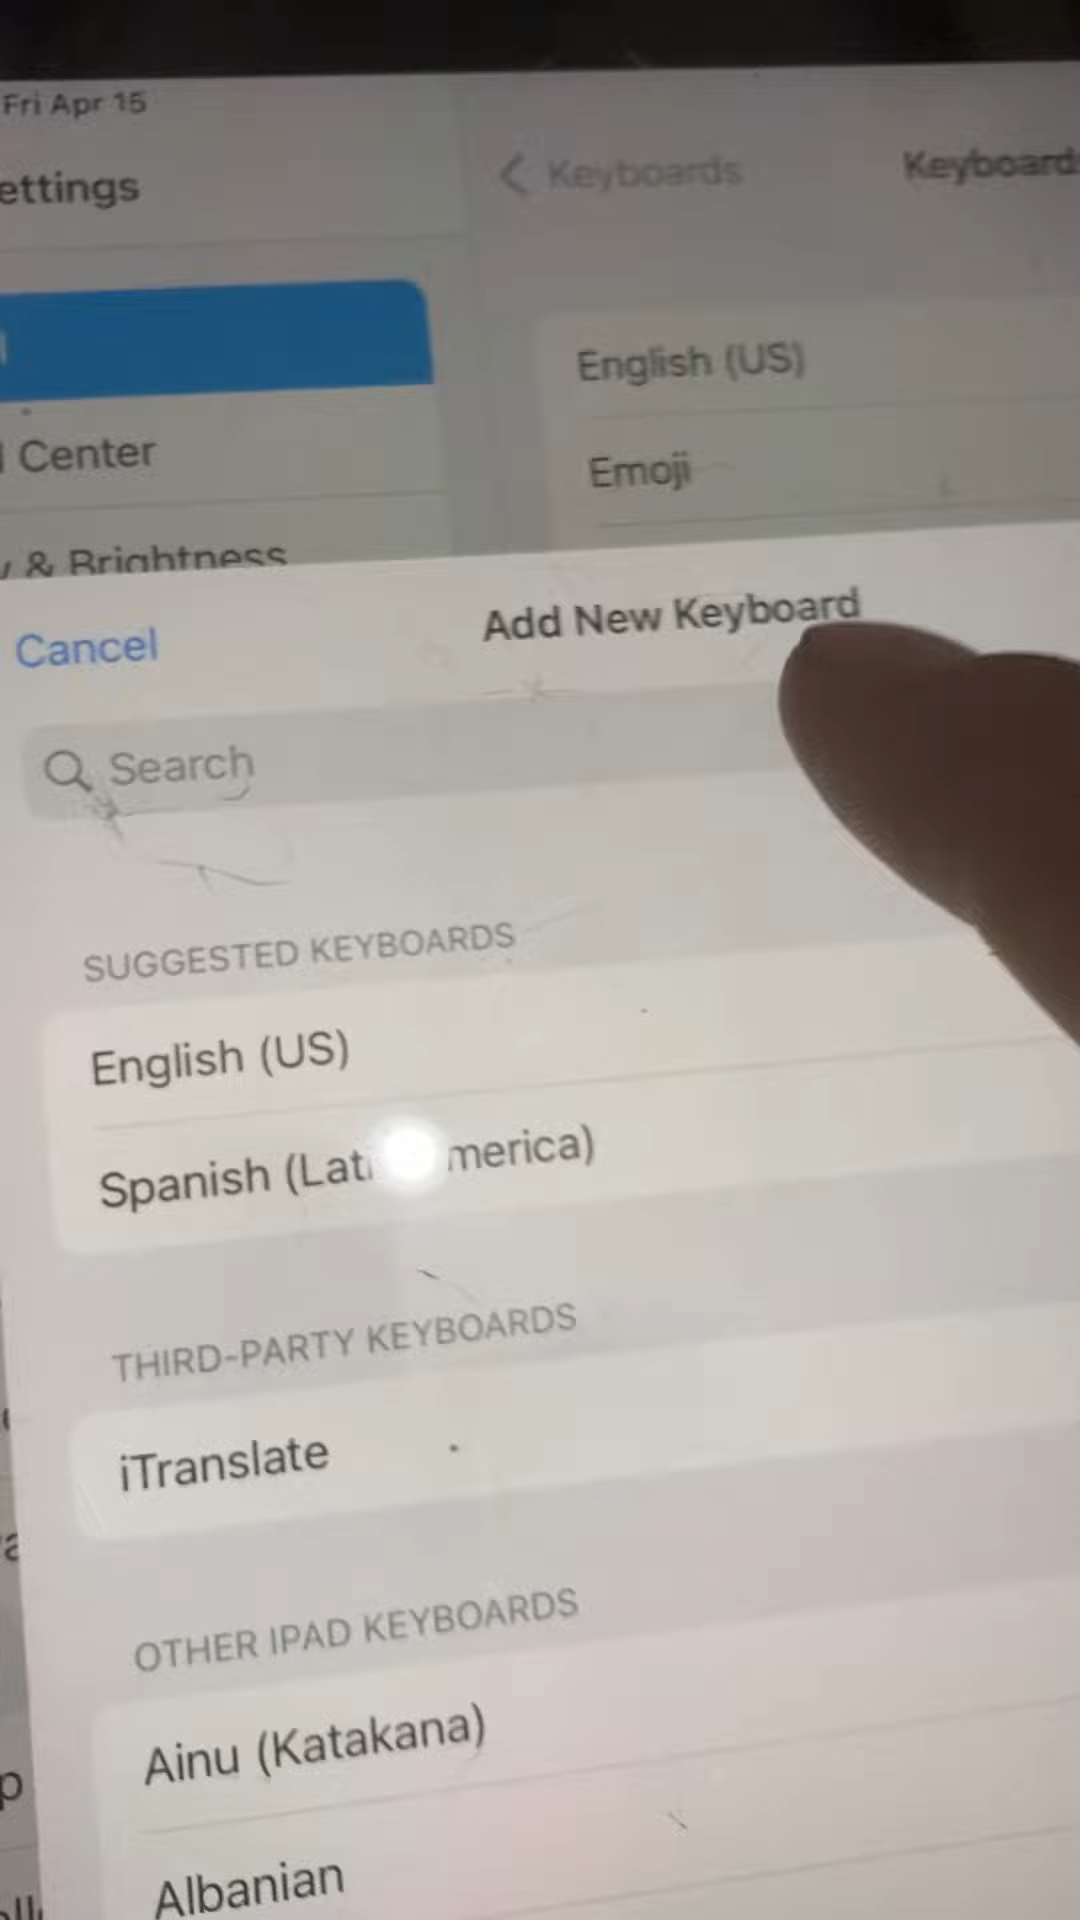 Fri Apr 15
ettings
Keyboards
Keyboard
English (US)
Center
Emoji
& Brightness
Cancel
Add New Keyboard
Search
SUGGESTED KEYBOARDS
English (US)
Spanish (Lati merica)
THIRD-PARTY KEYBOARDS
iTranslate
OTHER IPAD KEYBOARDS
Ainu (Katakana)
Albanian